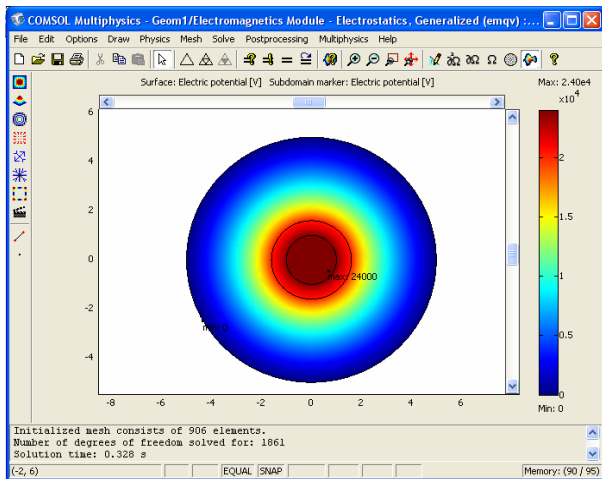 COMSOL Multiphysics - Geom1/Electromagnetics Module - Electrostatics, Generalized (emqv) :...
File Edit Options Draw Physics Mesh Solve Postprocessing Multiphysics Help
Surface: Electric potential [V] Subdomain marker: Electric potential [V]
Max: 2.40e4
x10^4
6
4
2
0
-2
-4
max: 24000
-8 -6 -4 -2 0 2 4 6
2
1.5
1
0.5
0
Min: 0
Initialized mesh consists of 906 elements.
Number of degrees of freedom solved for: 1861
Solution time: 0.328 s
(-2, 6) EQUAL SNAP Memory: (90 / 95)